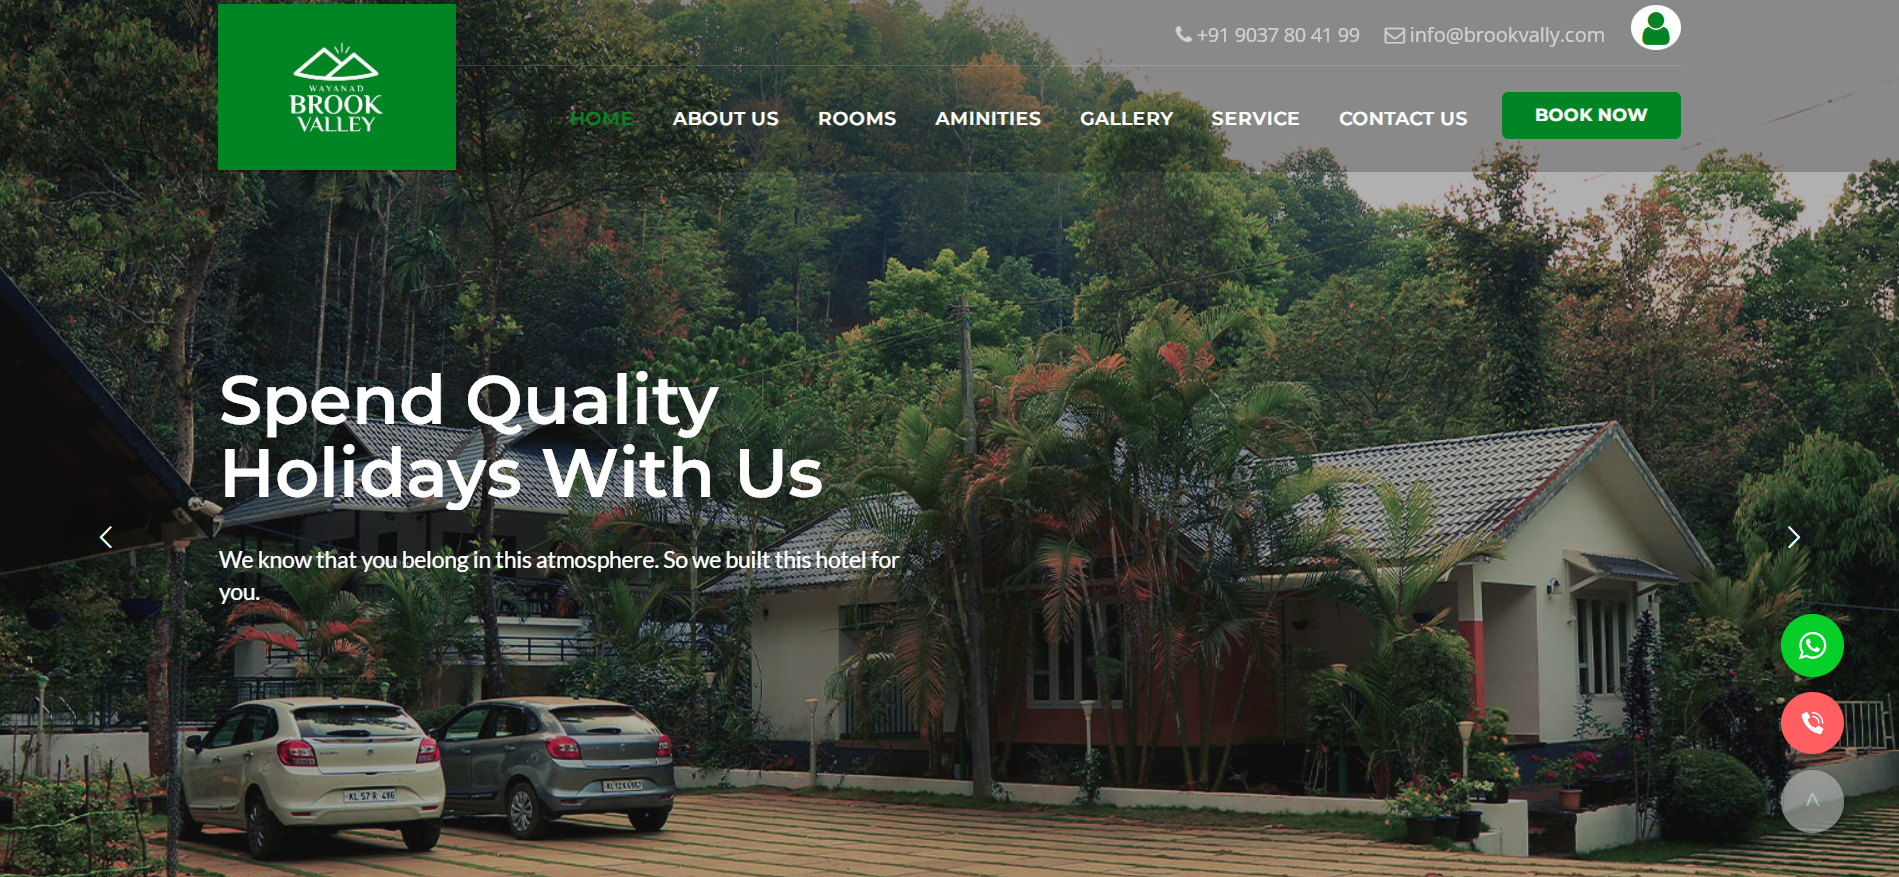 +91 9037 80 41 99 info@brookvally.com
WAYANAD
BROOK
VALLEY
HOME ABOUT US ROOMS AMINITIES GALLERY SERVICE CONTACT US BOOK NOW
Spend Quality
Holidays With Us
We know that you belong in this atmosphere. So we built this hotel for
you.
KL 57 R 486